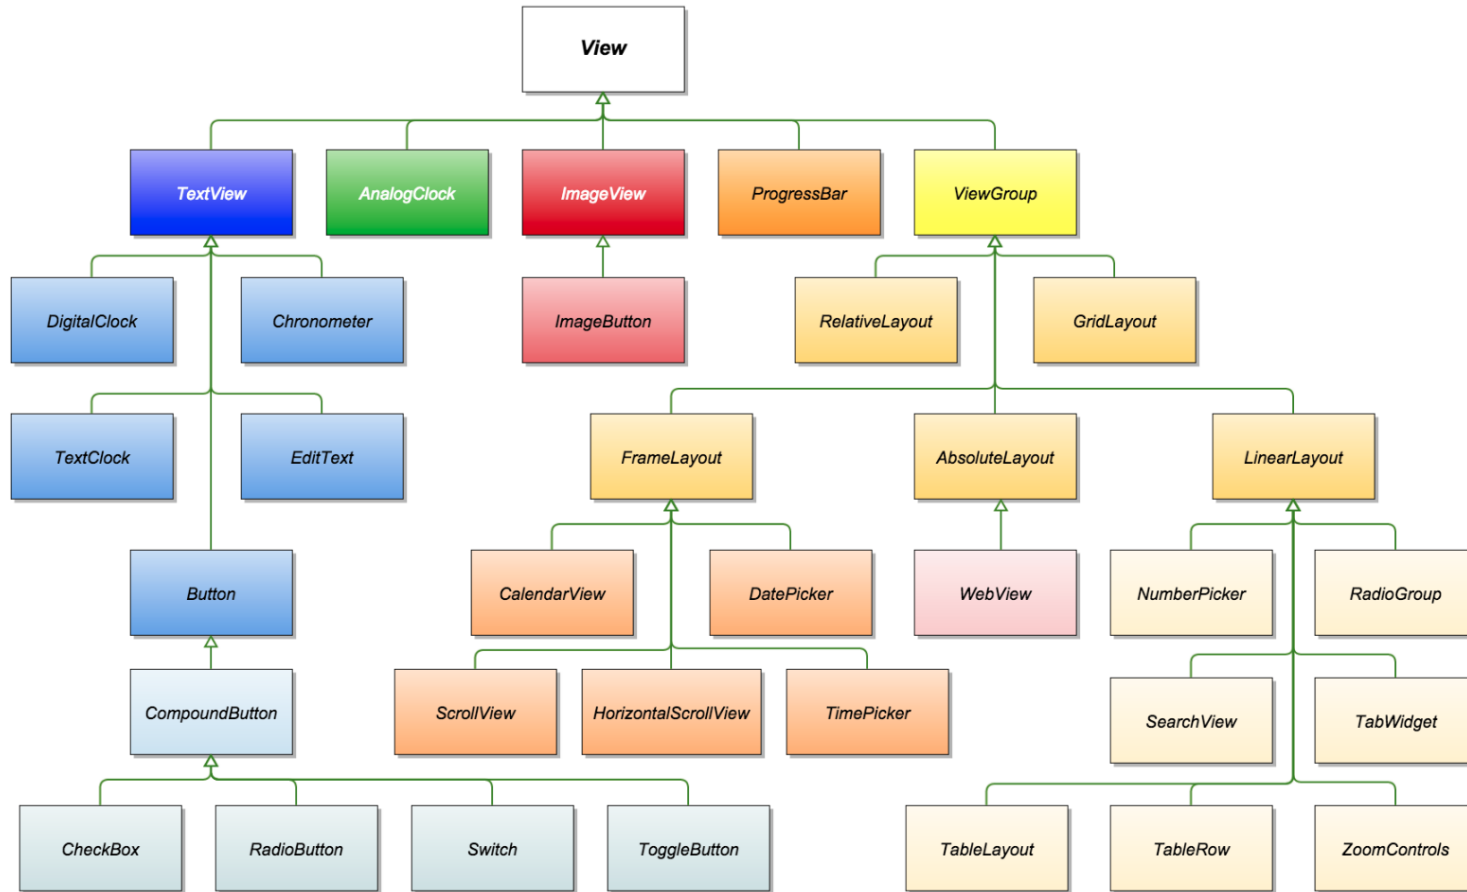 View
TextView
AnalogClock
ImageView
ProgressBar
ViewGroup
DigitalClock
Chronometer
ImageButton
RelativeLayout
GridLayout
TextClock
EditText
FrameLayout
AbsoluteLayout
LinearLayout
Button
CalendarView
DatePicker
WebView
NumberPicker
RadioGroup
CompoundButton
ScrollView
HorizontalScrollView
TimePicker
SearchView
TabWidget
CheckBox
RadioButton
Switch
ToggleButton
TableLayout
TableRow
ZoomControls